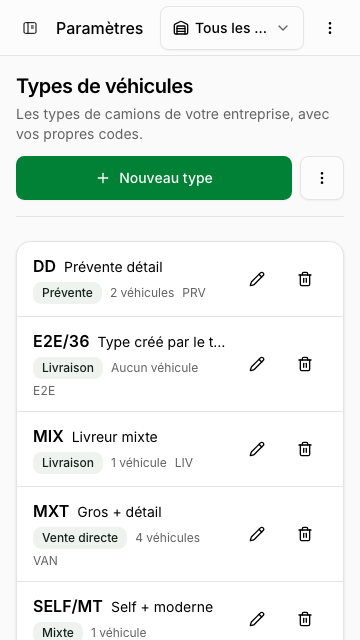 Paramètres
Tous les ...
Types de véhicules
Les types de camions de votre entreprise, avec
vos propres codes.
Nouveau type
DD Prévente détail
Prévente 2 véhicules PRV
E2E/36 Type créé par le t...
Livraison Aucun véhicule
E2E
MIX Livreur mixte
Livraison 1 véhicule LIV
MXT Gros + détail
Vente directe 4 véhicules
VAN
SELF/MT Self + moderne
Mixte 1 véhicule